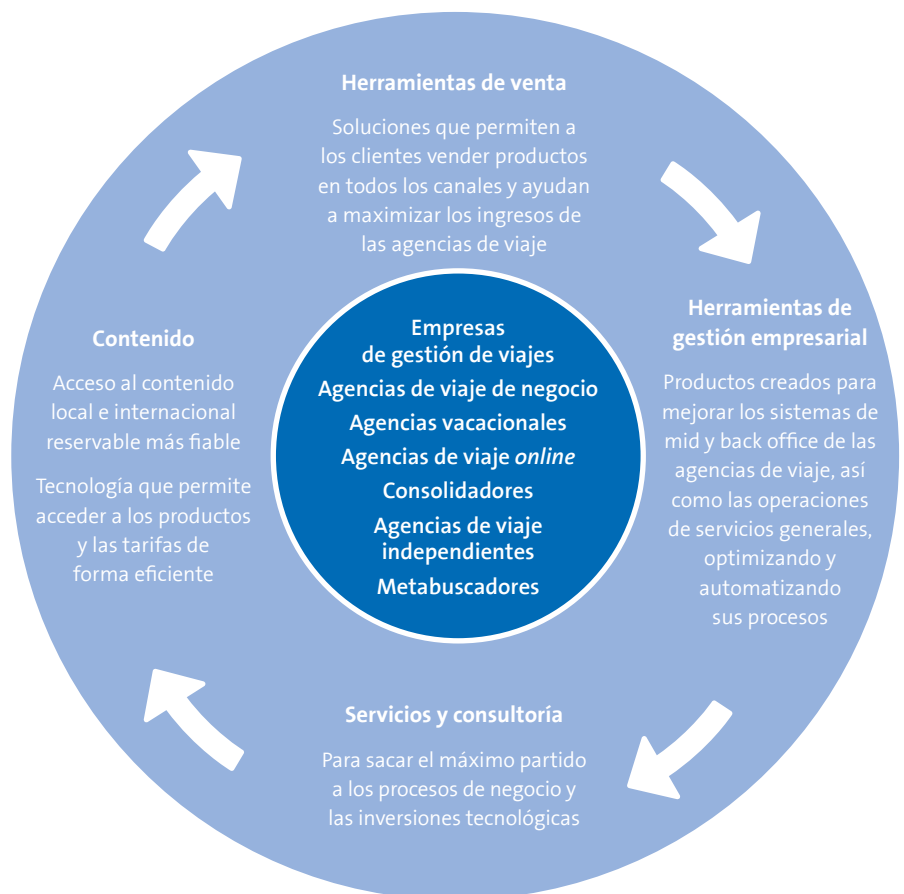 Herramientas de venta
Soluciones que permiten a
los clientes vender productos
en todos los canales y ayudan
a maximizar los ingresos de
las agencias de viaje
Herramientas de
gestión empresarial
Productos creados para
mejorar los sistemas de
mid y back office de las
agencias de viaje, así
como las operaciones
de servicios generales,
optimizando y
automatizando
sus procesos
Servicios y consultoría
Para sacar el máximo partido
a los procesos de negocio y
las inversiones tecnológicas
Contenido
Acceso al contenido
local e internacional
reservable más fiable
Tecnología que permite
acceder a los productos
y las tarifas de
forma eficiente
Empresas
de gestión de viajes
Agencias de viaje de negocio
Agencias vacacionales
Agencias de viaje online
Consolidadores
Agencias de viaje
independientes
Metabuscadores